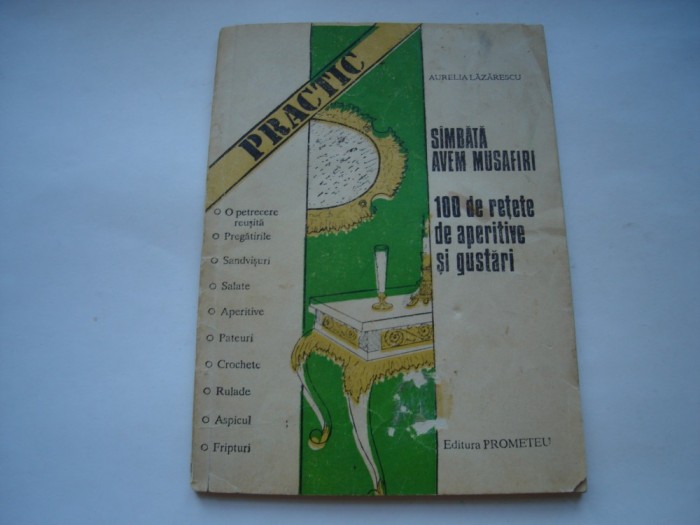 PRACTIC
AURELIA LĂZĂRESCU
SÎMBĂTĂ
AVEM MUSAFIRI
100 de rețete
de aperitive
și gustări
O petrecere
reușită
Pregătirile
Sandvișuri
Salate
Aperitive
Pateuri
Crochete
Rulade
Aspicul
Fripturi
Editura PROMETEU